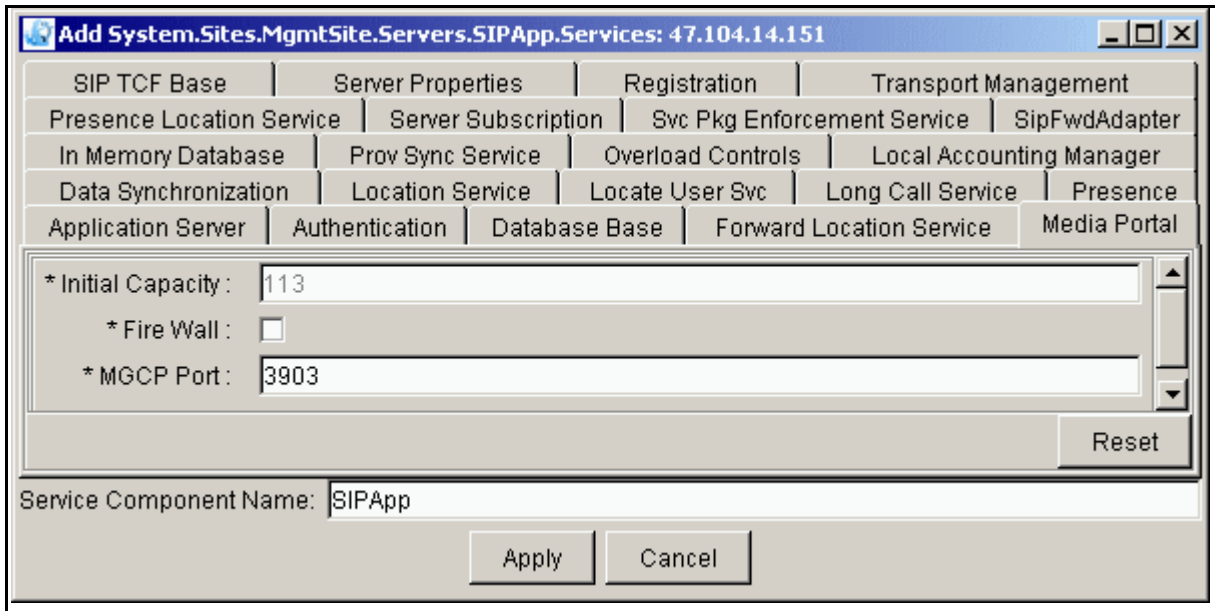 Add System.Sites.MgmtSite.Servers.SIPApp.Services: 47.104.14.151
SIP TCF Base Server Properties Registration Transport Management
Presence Location Service Server Subscription Svc Pkg Enforcement Service SipFwdAdapter
In Memory Database Prov Sync Service Overload Controls Local Accounting Manager
Data Synchronization Location Service Locate User Svc Long Call Service Presence
Application Server Authentication Database Base Forward Location Service Media Portal
* Initial Capacity : 113
* Fire Wall :
* MGCP Port : 3903
Reset
Service Component Name: SIPApp
Apply Cancel